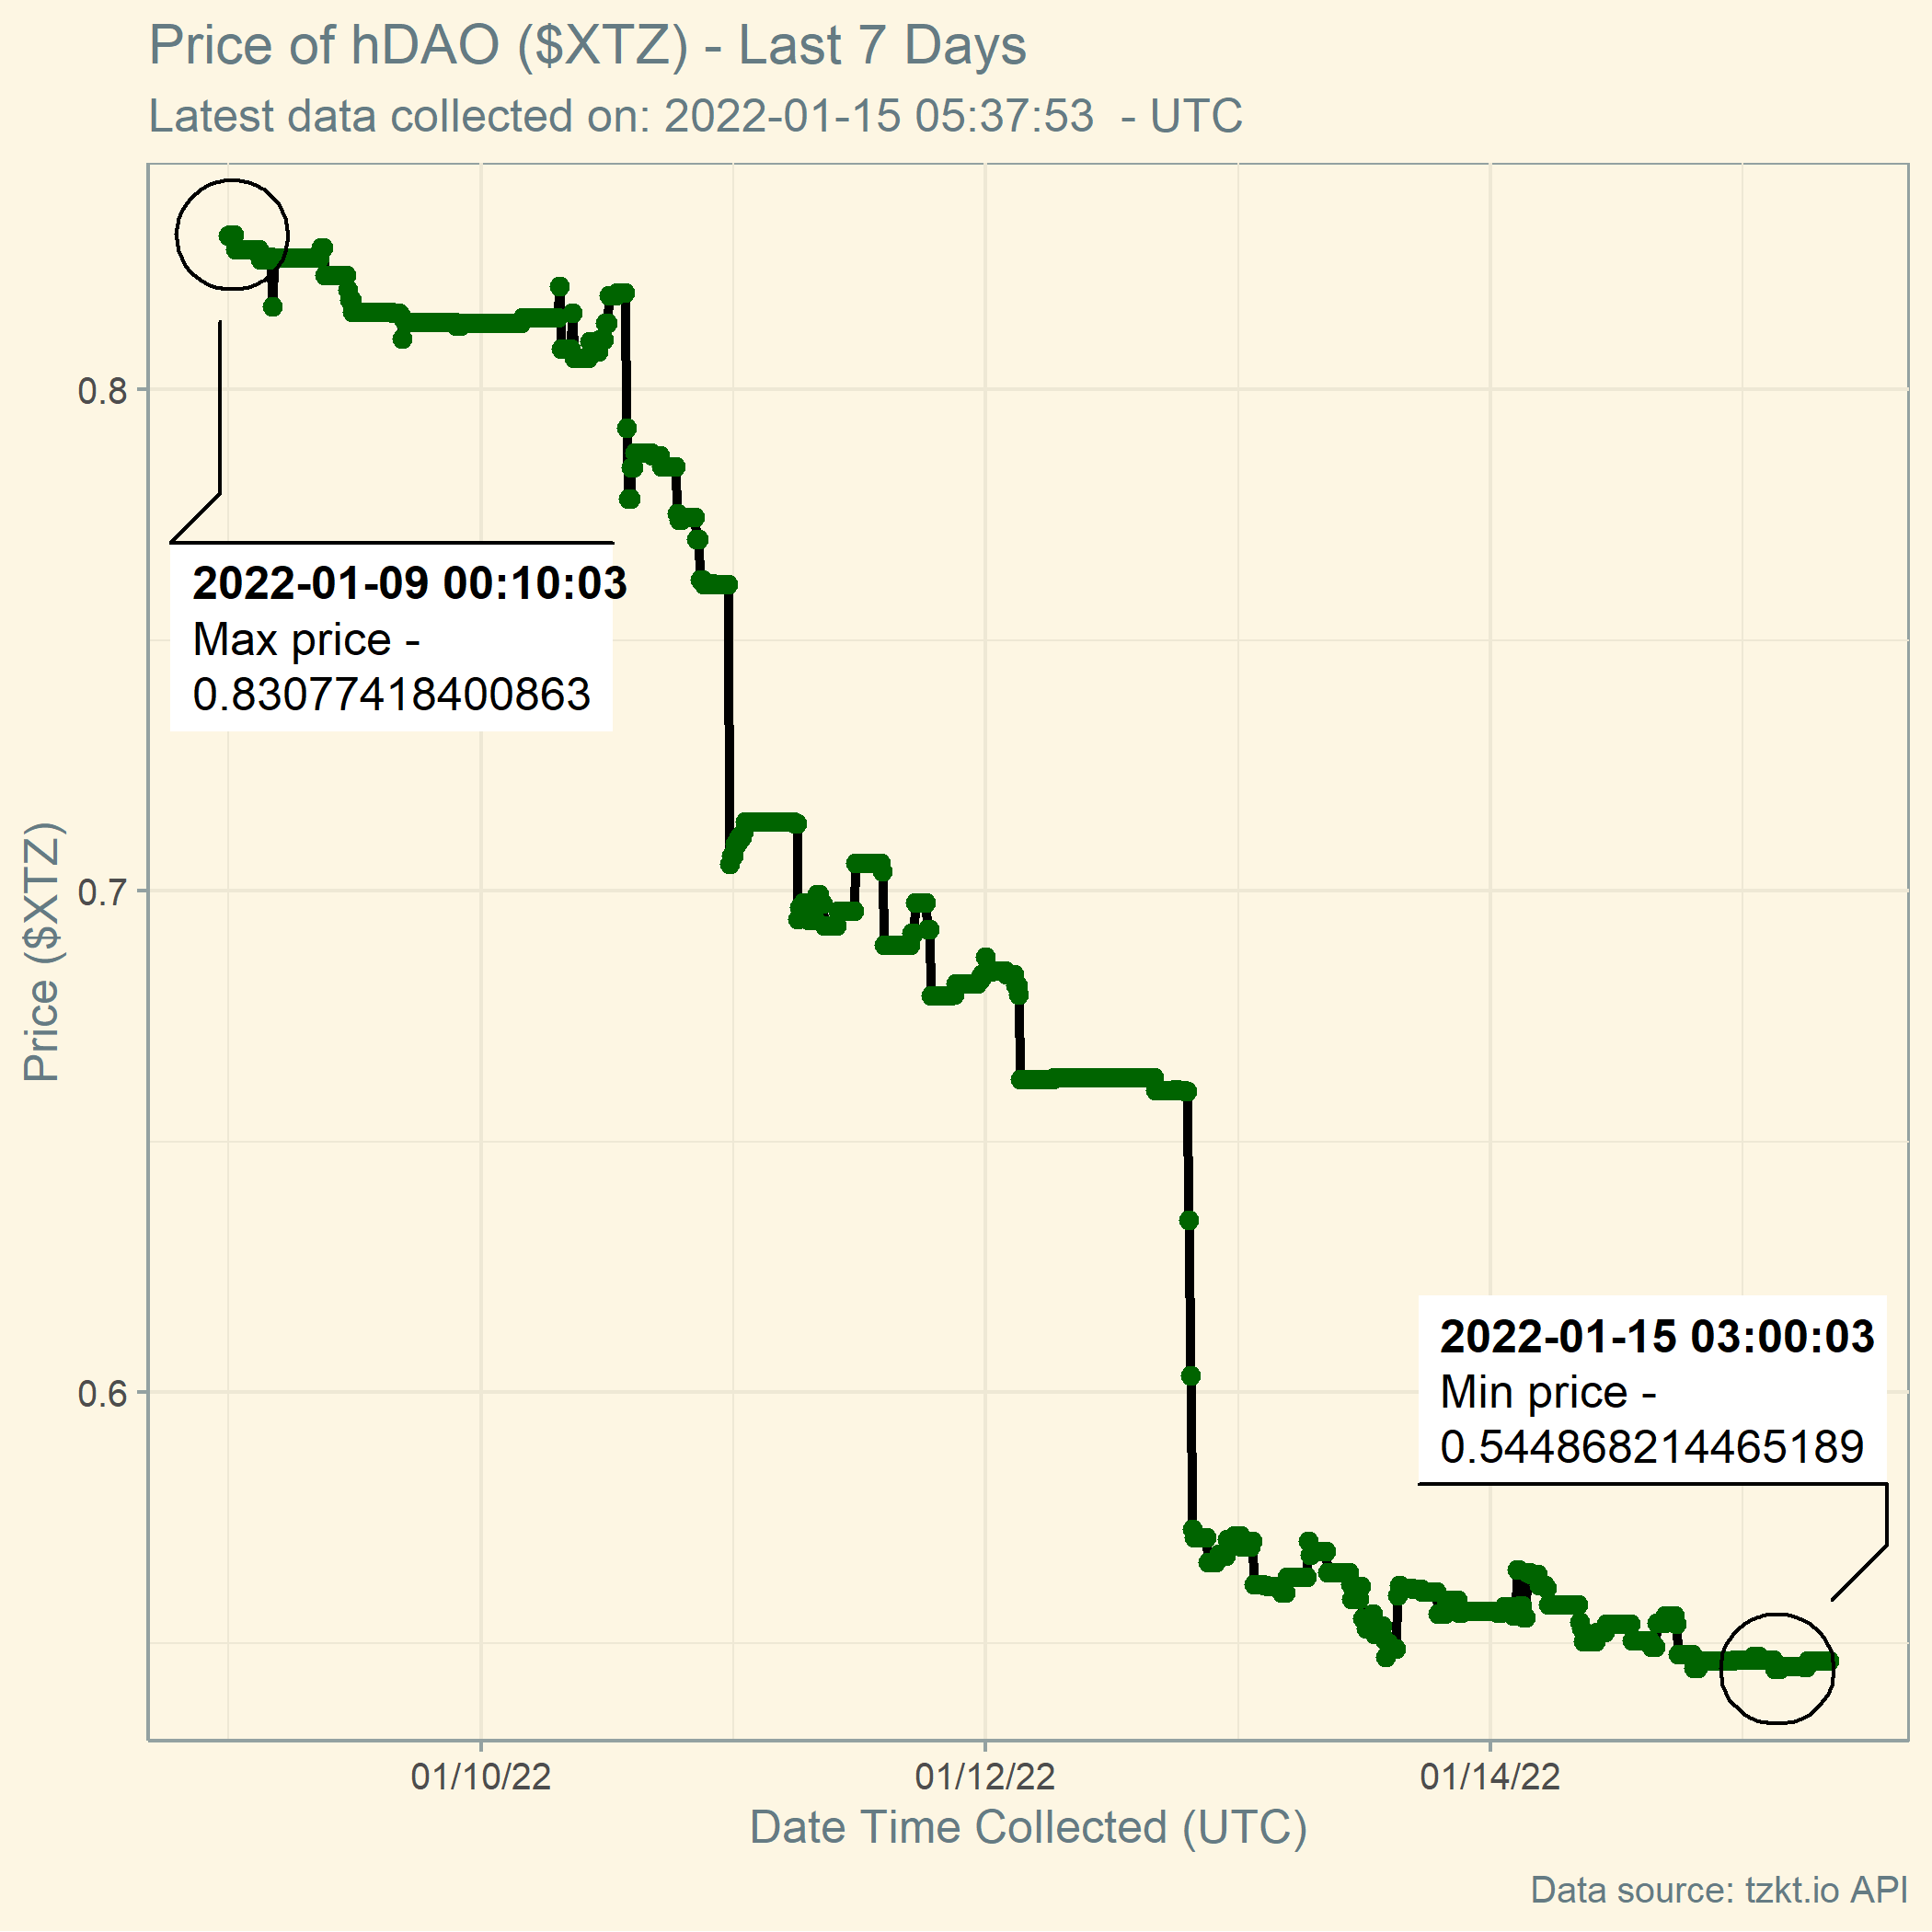 Price of hDAO ($XTZ) - Last 7 Days
Latest data collected on: 2022-01-15 05:37:53  - UTC
0.8
2022-01-09 00:10:03
Max price -
0.83077418400863
Price ($XTZ)
0.7
0.6
2022-01-15 03:00:03
Min price -
0.544868214465189
01/10/22
01/12/22
01/14/22
Date Time Collected (UTC)
Data source: tzkt.io API